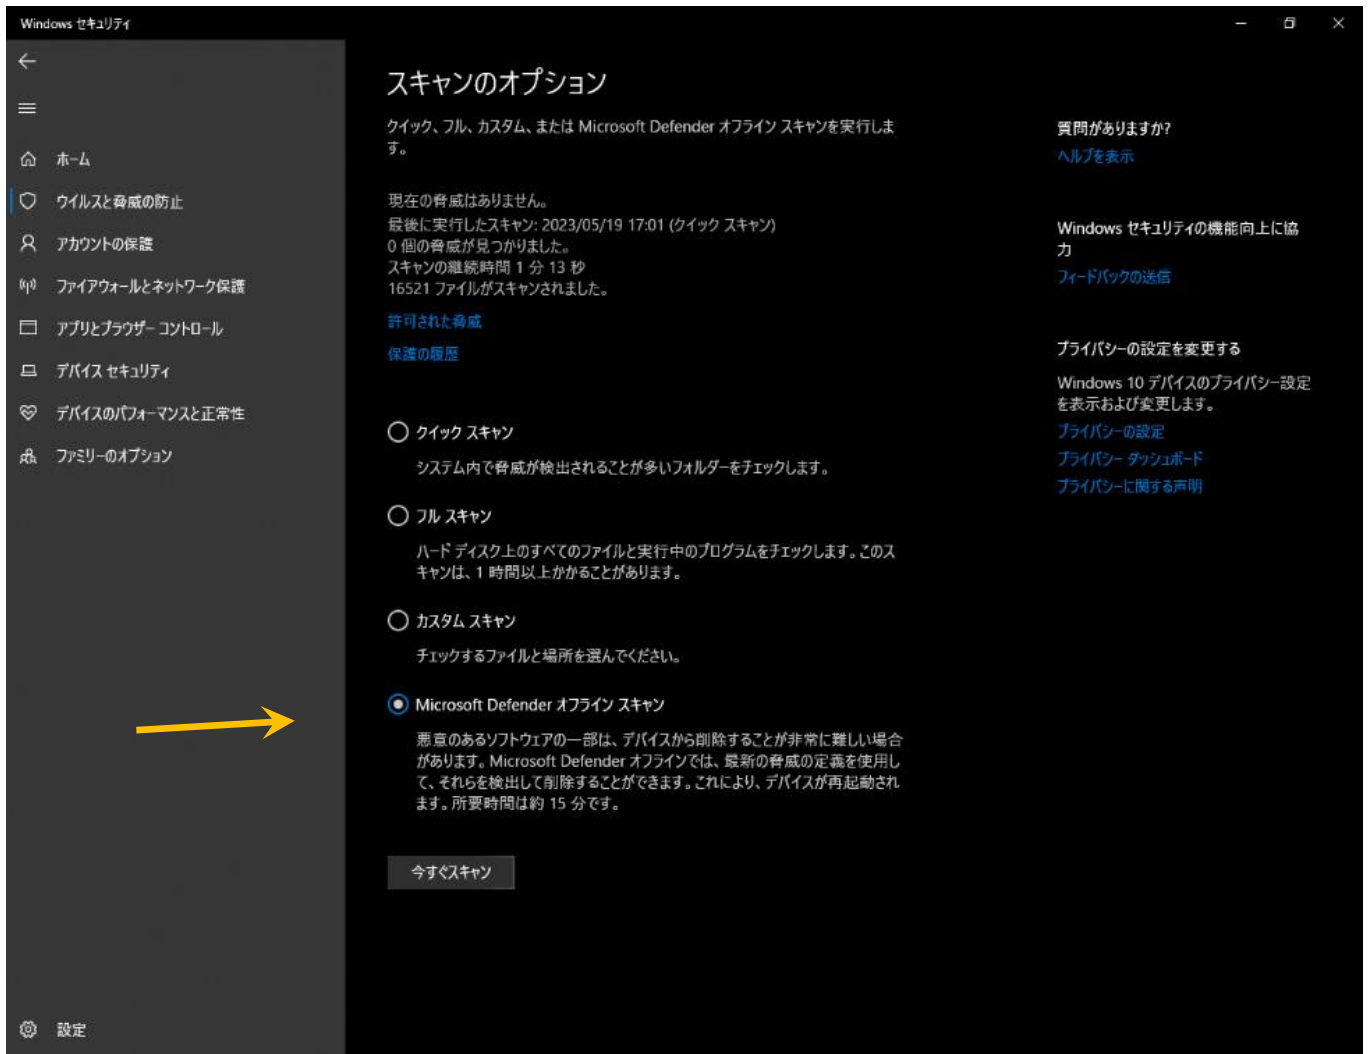 Windows セキュリティ
ホーム
ウイルスと脅威の防止
アカウントの保護
ファイアウォールとネットワーク保護
アプリとブラウザー コントロール
デバイス セキュリティ
デバイスのパフォーマンスと正常性
ファミリーのオプション
設定
スキャンのオプション
クイック、フル、カスタム、または Microsoft Defender オフライン スキャンを実行しま
す。
現在の脅威はありません。
最後に実行したスキャン: 2023/05/19 17:01 (クイック スキャン)
0 個の脅威が見つかりました。
スキャンの継続時間 1 分 13 秒
16521 ファイルがスキャンされました。
許可された脅威
保護の履歴
クイック スキャン
システム内で脅威が検出されることが多いフォルダーをチェックします。
フル スキャン
ハード ディスク上のすべてのファイルと実行中のプログラムをチェックします。このス
キャンは、1 時間以上かかることがあります。
カスタム スキャン
チェックするファイルと場所を選んでください。
Microsoft Defender オフライン スキャン
悪意のあるソフトウェアの一部は、デバイスから削除することが非常に難しい場合
があります。Microsoft Defender オフラインでは、最新の脅威の定義を使用し
て、それらを検出して削除することができます。これにより、デバイスが再起動され
ます。所要時間は約 15 分です。
今すぐスキャン
質問がありますか?
ヘルプを表示
Windows セキュリティの機能向上に協
力
フィードバックの送信
プライバシーの設定を変更する
Windows 10 デバイスのプライバシー設定
を表示および変更します。
プライバシーの設定
プライバシー ダッシュボード
プライバシーに関する声明